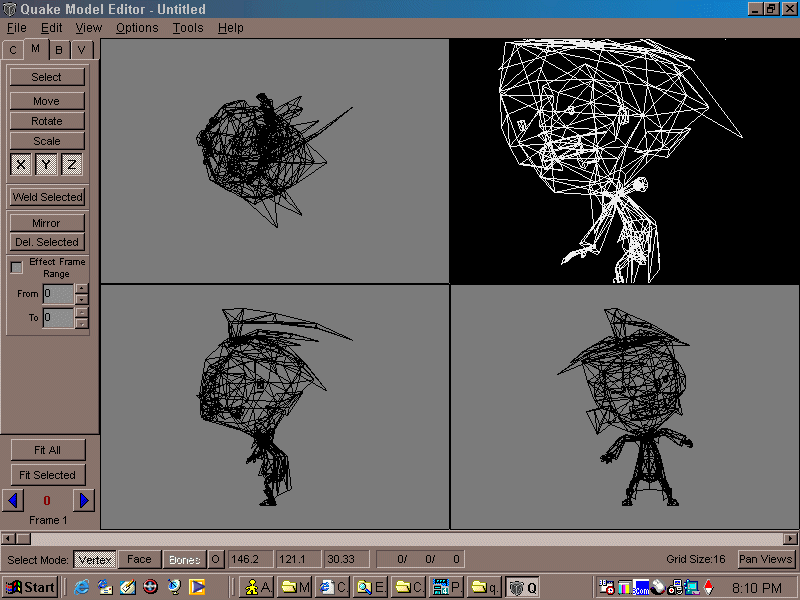 Quake Model Editor - Untitled
File Edit View Options Tools Help
C M B V
Select
Move
Rotate
Scale
X Y Z
Weld Selected
Mirror
Del. Selected
Effect Frame
Range
From 0
To 0
Fit All
Fit Selected
0
Frame 1
Select Mode: Vertex Face Bones O 146.2 121.1 30.33 0/ 0/ 0 Grid Size:16 Pan Views
Start A. M C. E. C. P. q. Q 8:10 PM